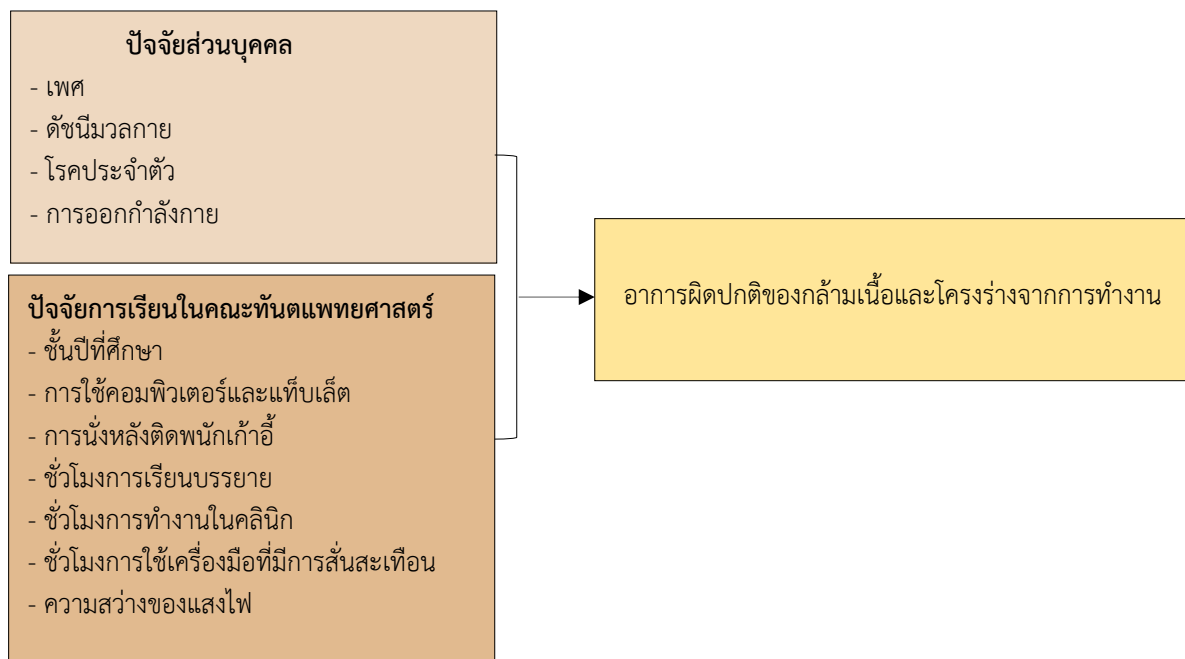 ปัจจัยส่วนบุคคล
- เพศ
- ดัชนีมวลกาย
- โรคประจำตัว
- การออกกำลังกาย
ปัจจัยการเรียนในคณะทันตแพทยศาสตร์
- ชั้นปีที่ศึกษา
- การใช้คอมพิวเตอร์และแท็บเล็ต
- การนั่งหลังติดพนักเก้าอี้
- ชั่วโมงการเรียนบรรยาย
- ชั่วโมงการทำงานในคลินิก
- ชั่วโมงการใช้เครื่องมือที่มีการสั่นสะเทือน
- ความสว่างของแสงไฟ
อาการผิดปกติของกล้ามเนื้อและโครงร่างจากการทำงาน